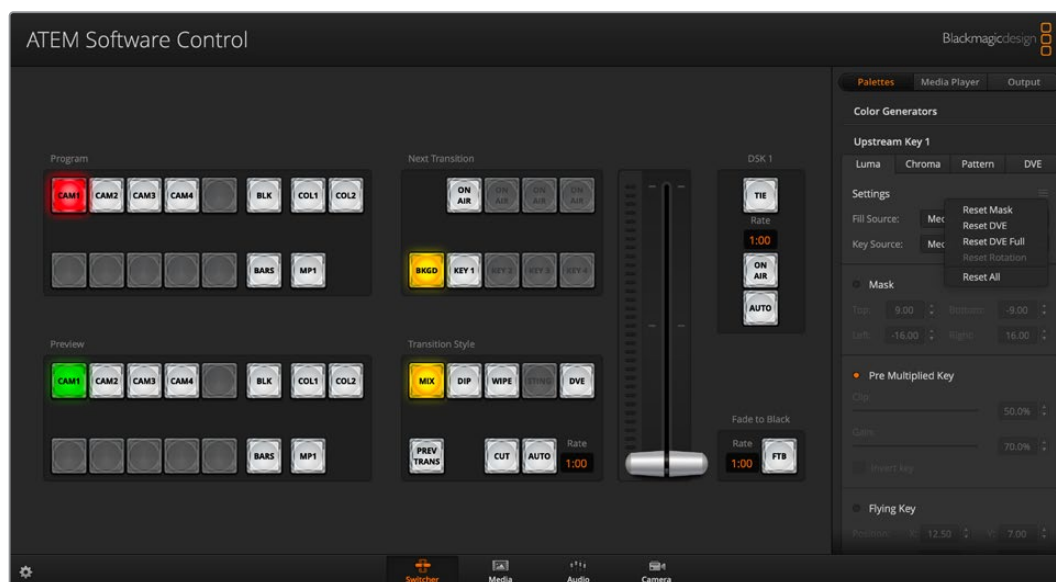 ATEM Software Control
Blackmagicdesign
Palettes Media Player Output
Color Generators
Upstream Key 1
Luma Chroma Pattern DVE
Settings
Fill Source: Med
Key Source: Med
Reset Mask
Reset DVE
Reset DVE Full
Reset Rotation
Reset All
Mask
Top: 9.00 Bottom: -9.00
Left: -16.00 Right: 16.00
Pre Multiplied Key
Clip:
50.0%
Gain:
70.0%
Invert key
Flying Key
Position: X: 12.50 Y: 7.00
Program
CAM1 CAM2 CAM3 CAM4 BLK COL1 COL2
BARS MP1
Next Transition
ON AIR ON AIR ON AIR ON AIR
BKGD KEY 1 KEY 2 KEY 3 KEY 4
DSK 1
TIE
Rate
1:00
ON AIR
AUTO
Preview
CAM1 CAM2 CAM3 CAM4 BLK COL1 COL2
BARS MP1
Transition Style
MIX DIP WIPE STING DVE
PREV TRANS CUT AUTO Rate 1:00
Fade to Black
Rate
1:00 FTB
Switcher Media Audio Camera